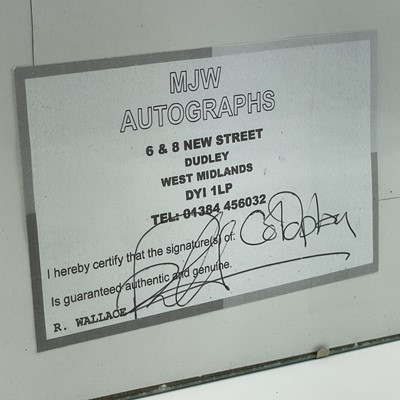 MJW
AUTOGRAPHS
6 & 8 NEW STREET
DUDLEY
WEST MIDLANDS
DYI 1LP
TEL: 01384 456032
I hereby certify that the signature(s) of: Coldplay
Is guaranteed authentic and genuine.
R. WALLACE